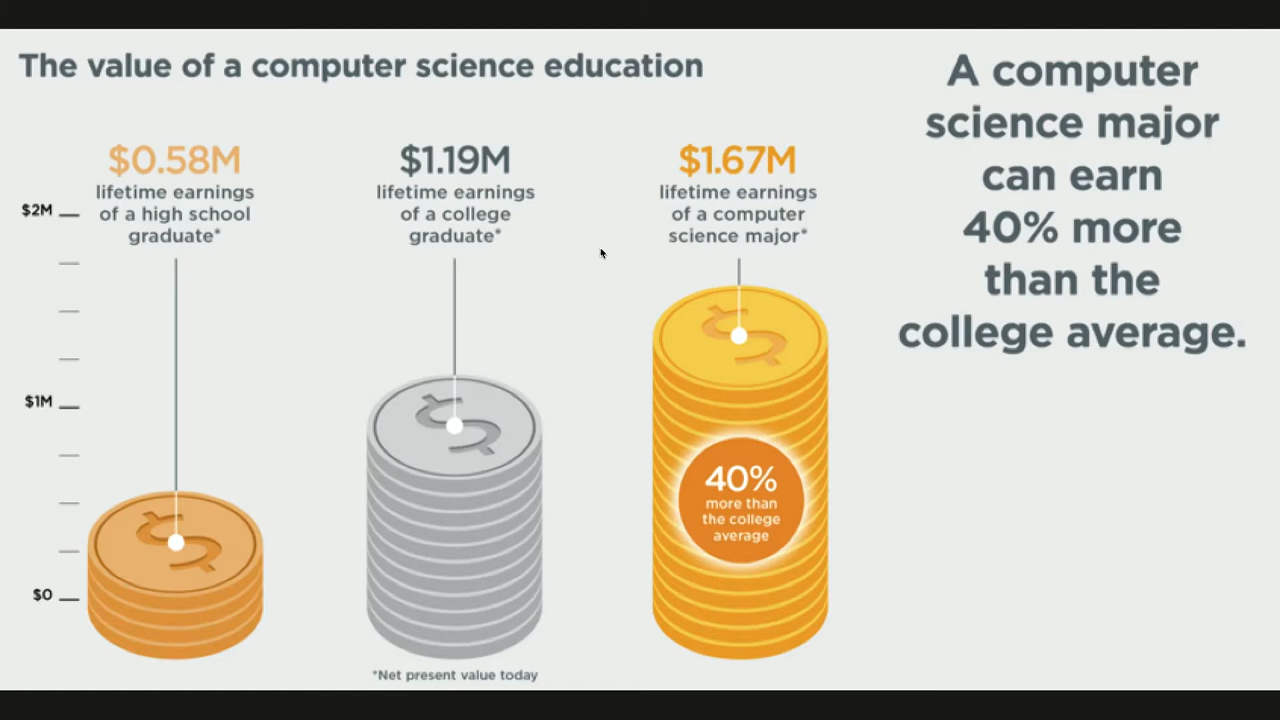 The value of a computer science education
A computer
science major
can earn
40% more
than the
college average.
$0.58M
lifetime earnings
of a high school
graduate*
$1.19M
lifetime earnings
of a college
graduate*
$1.67M
lifetime earnings
of a computer
science major*
$2M
$1M
$0
40%
more than
the college
average
*Net present value today